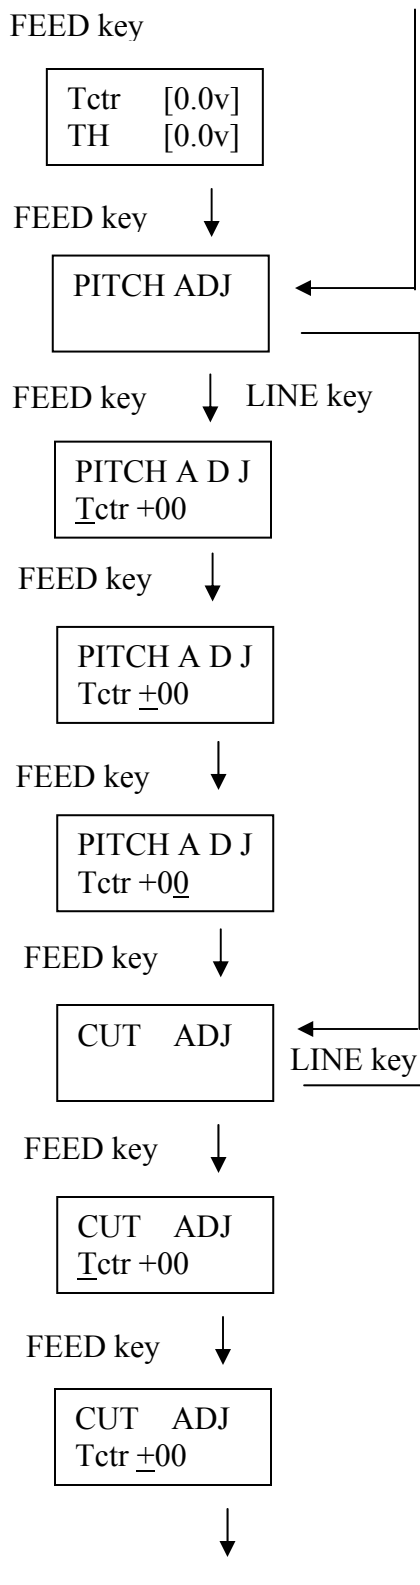 FEED key
Tctr [0.0v]
TH [0.0v]
FEED key
PITCH ADJ
FEED key LINE key
PITCH A D J
Tctr +00
FEED key
PITCH A D J
Tctr +00
FEED key
PITCH A D J
Tctr +00
FEED key
CUT ADJ
LINE key
FEED key
CUT ADJ
Tctr +00
FEED key
CUT ADJ
Tctr +00